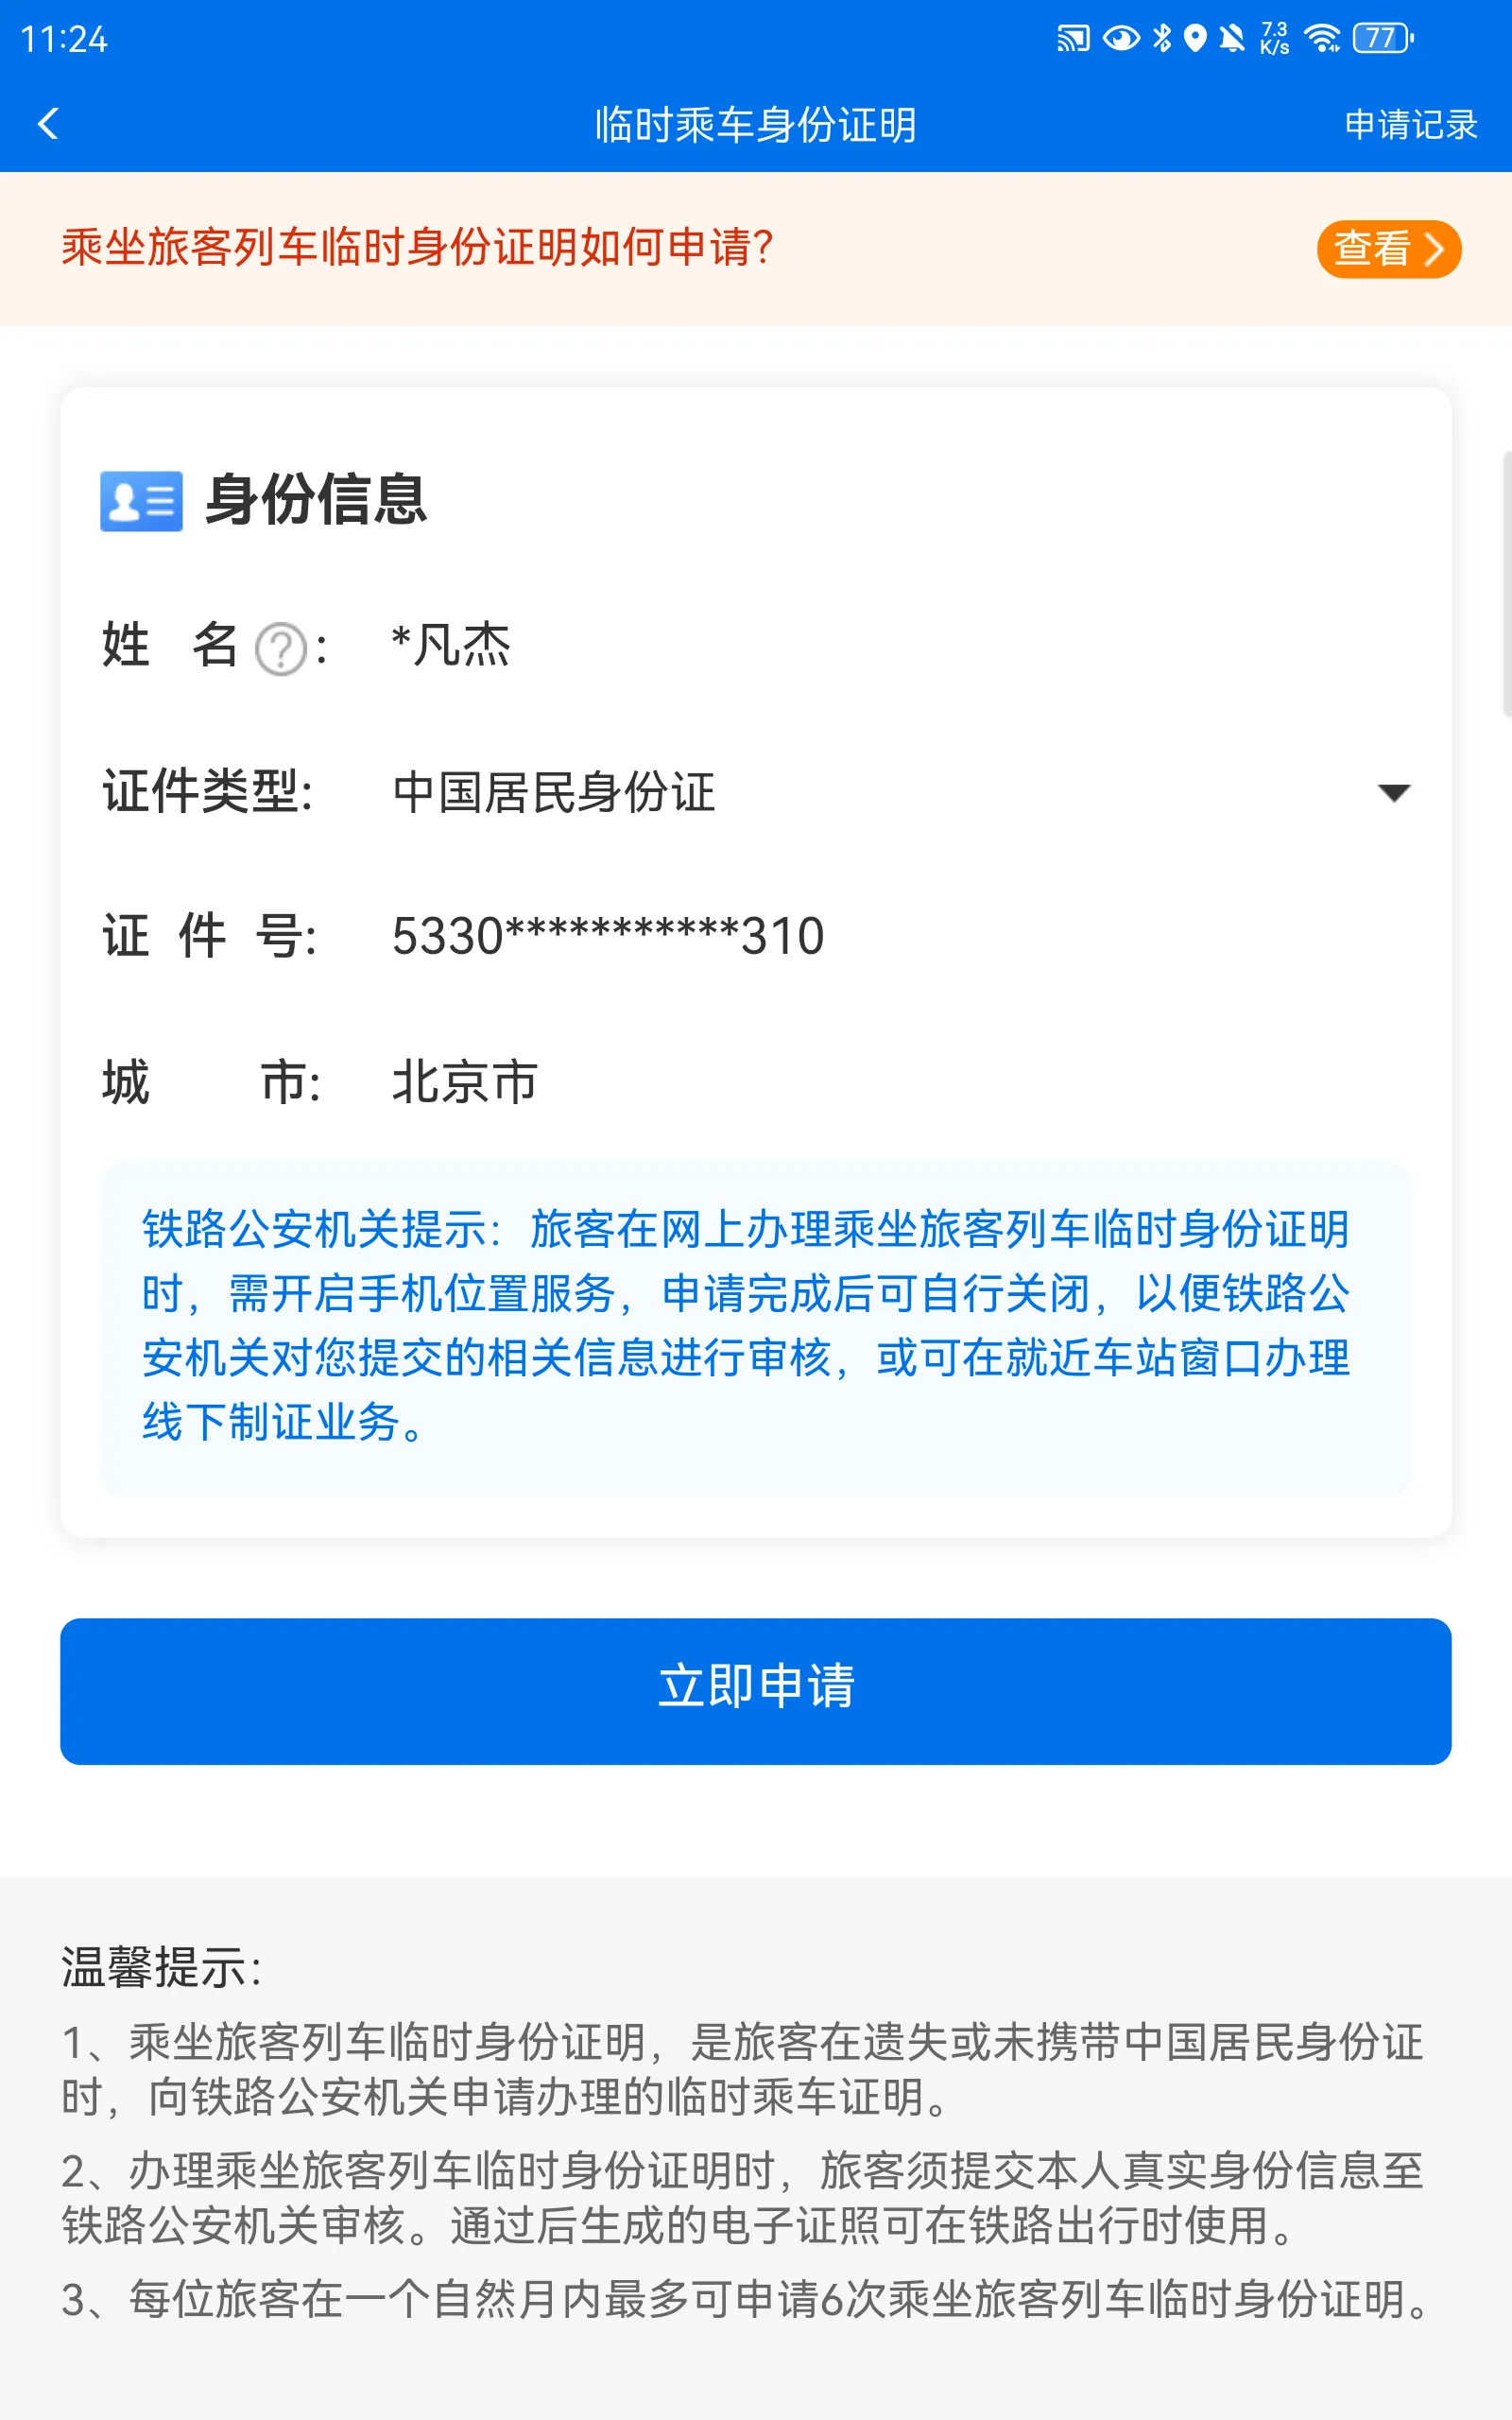 11:24
7.3
K/s
77
临时乘车身份证明
申请记录
乘坐旅客列车临时身份证明如何申请?
查看
身份信息
姓 名?: *凡杰
证件类型: 中国居民身份证
证 件 号: 5330***********310
城 市: 北京市
铁路公安机关提示：旅客在网上办理乘坐旅客列车临时身份证明
时，需开启手机位置服务，申请完成后可自行关闭，以便铁路公
安机关对您提交的相关信息进行审核，或可在就近车站窗口办理
线下制证业务。
立即申请
温馨提示：
1、乘坐旅客列车临时身份证明，是旅客在遗失或未携带中国居民身份证
时，向铁路公安机关申请办理的临时乘车证明。
2、办理乘坐旅客列车临时身份证明时，旅客须提交本人真实身份信息至
铁路公安机关审核。通过后生成的电子证照可在铁路出行时使用。
3、每位旅客在一个自然月内最多可申请6次乘坐旅客列车临时身份证明。